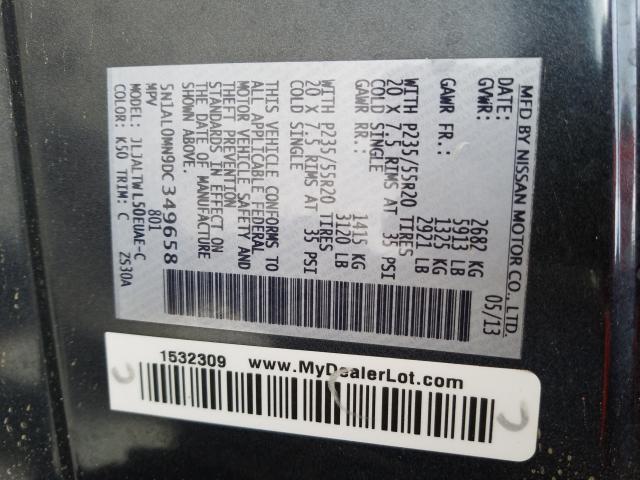 MFD BY NISSAN MOTOR CO., LTD.
DATE: 05/13
GVWR: 2682 KG
5913 LB
GAWR FR.: 1325 KG
2921 LB
WITH P235/55R20 TIRES
20 X 7.5 RIMS AT 35 PSI
COLD SINGLE
GAWR RR.: 1415 KG
3120 LB
WITH P235/55R20 TIRES
20 X 7.5 RIMS AT 35 PSI
COLD SINGLE
THIS VEHICLE CONFORMS TO
ALL APPLICABLE FEDERAL
MOTOR VEHICLE SAFETY AND
THEFT PREVENTION
STANDARDS IN EFFECT ON
THE DATE OF MANUFACTURE
SHOWN ABOVE.
5N1AL0MN9DC349658
MPV 801
JLJALTWL50EUAE-C
COLOR: K50 TRIM: C ZS30A
1532309 www.MyDealerLot.com